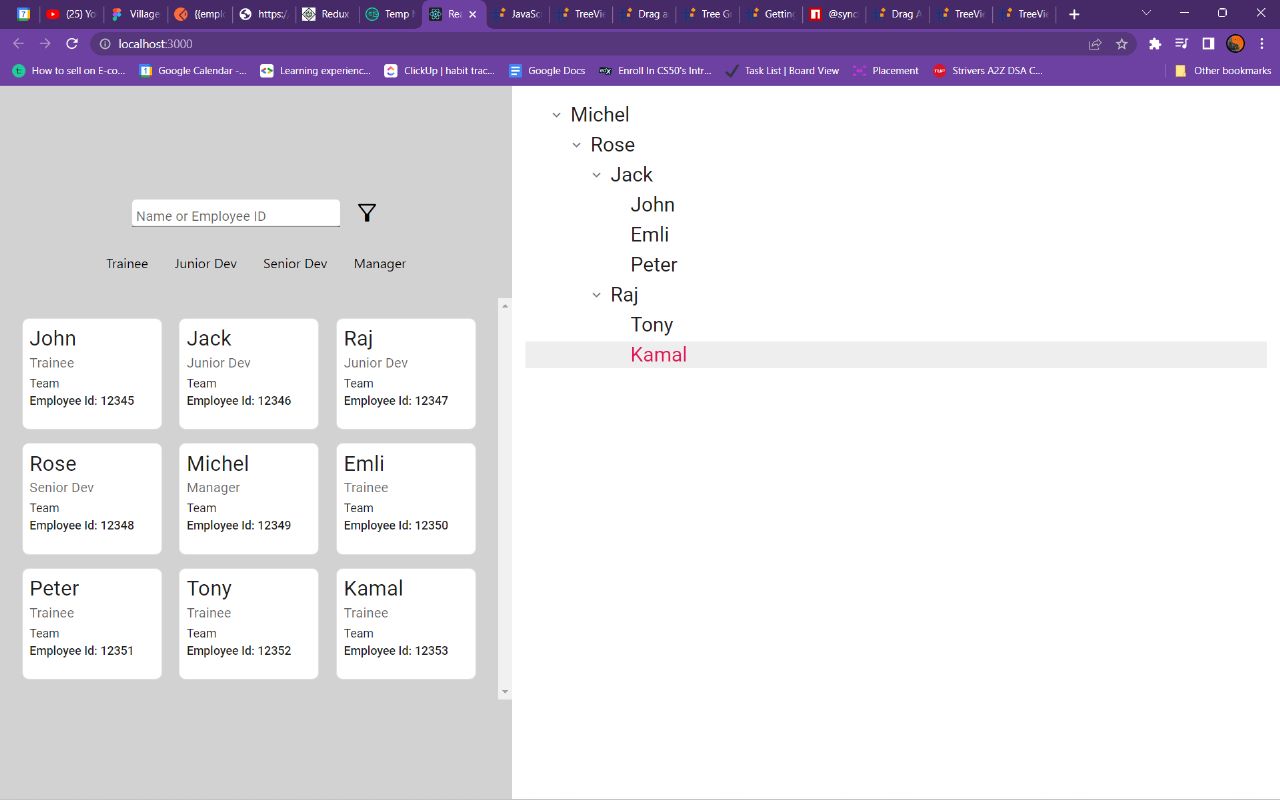 7 (25) Yo Village {{empl https:/ Redux Temp Rea JavaSc TreeVie Drag a Tree G Getting @sync Drag A TreeVie TreeVie
localhost:3000
How to sell on E-co... Google Calendar -... Learning experienc... ClickUp | habit trac... Google Docs Enroll In CS50's Intr... Task List | Board View Placement Strivers A2Z DSA C... Other bookmarks
Name or Employee ID
Trainee Junior Dev Senior Dev Manager
John
Trainee
Team
Employee Id: 12345
Jack
Junior Dev
Team
Employee Id: 12346
Raj
Junior Dev
Team
Employee Id: 12347
Rose
Senior Dev
Team
Employee Id: 12348
Michel
Manager
Team
Employee Id: 12349
Emli
Trainee
Team
Employee Id: 12350
Peter
Trainee
Team
Employee Id: 12351
Tony
Trainee
Team
Employee Id: 12352
Kamal
Trainee
Team
Employee Id: 12353
Michel
Rose
Jack
John
Emli
Peter
Raj
Tony
Kamal